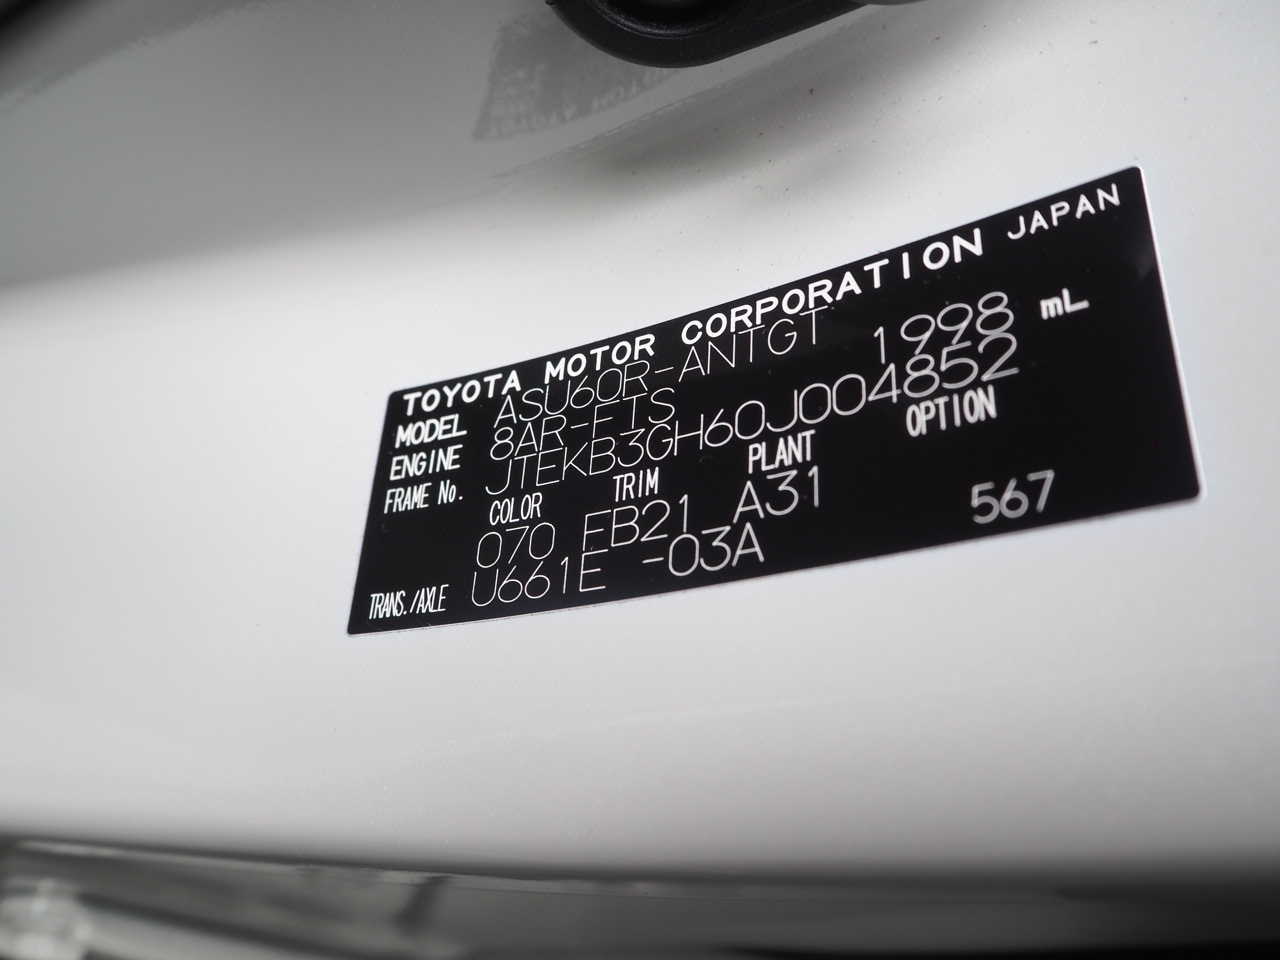 TOYOTA MOTOR CORPORATION JAPAN
MODEL ASU60R-ANTGT
ENGINE 8AR-FTS 1998 mL
FRAME No. JTEKB3GH60J004852
COLOR TRIM PLANT OPTION
070 EB21 A31
TRANS./AXLE U661E -03A 567